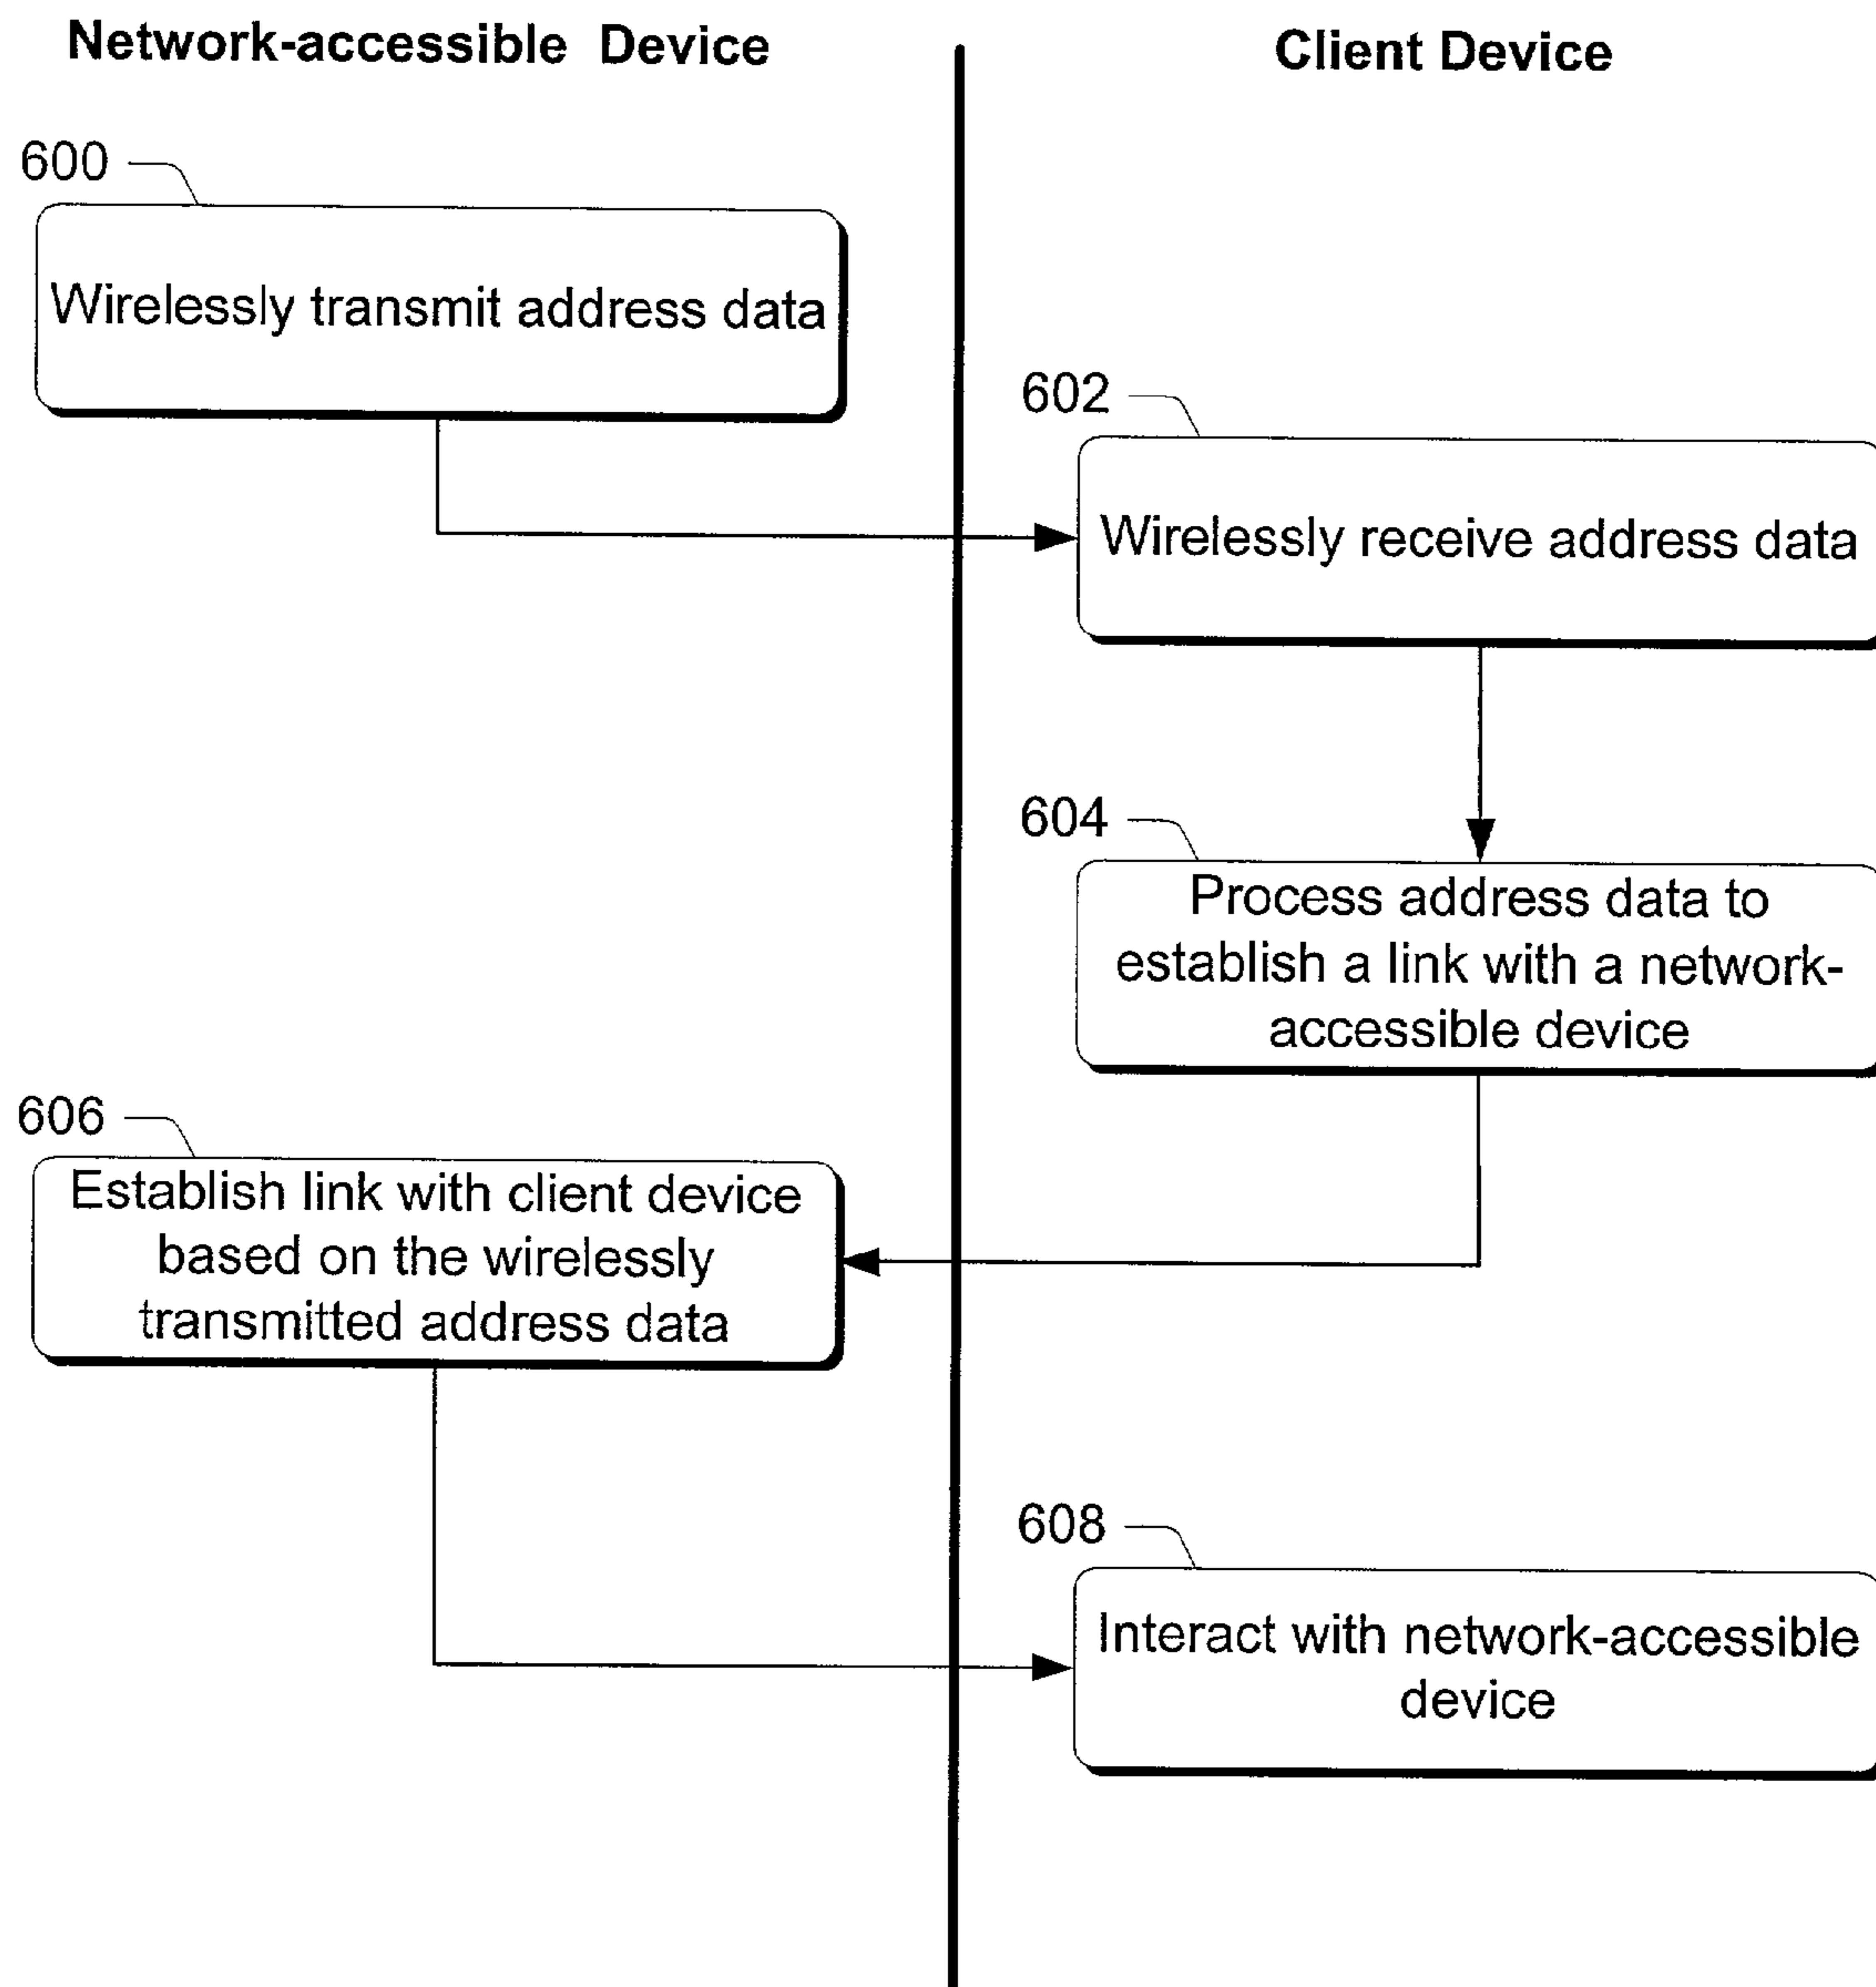 Network-accessible Device
Client Device
600
Wirelessly transmit address data
602
Wirelessly receive address data
604
Process address data to
establish a link with a network-
accessible device
606
Establish link with client device
based on the wirelessly
transmitted address data
608
Interact with network-accessible
device